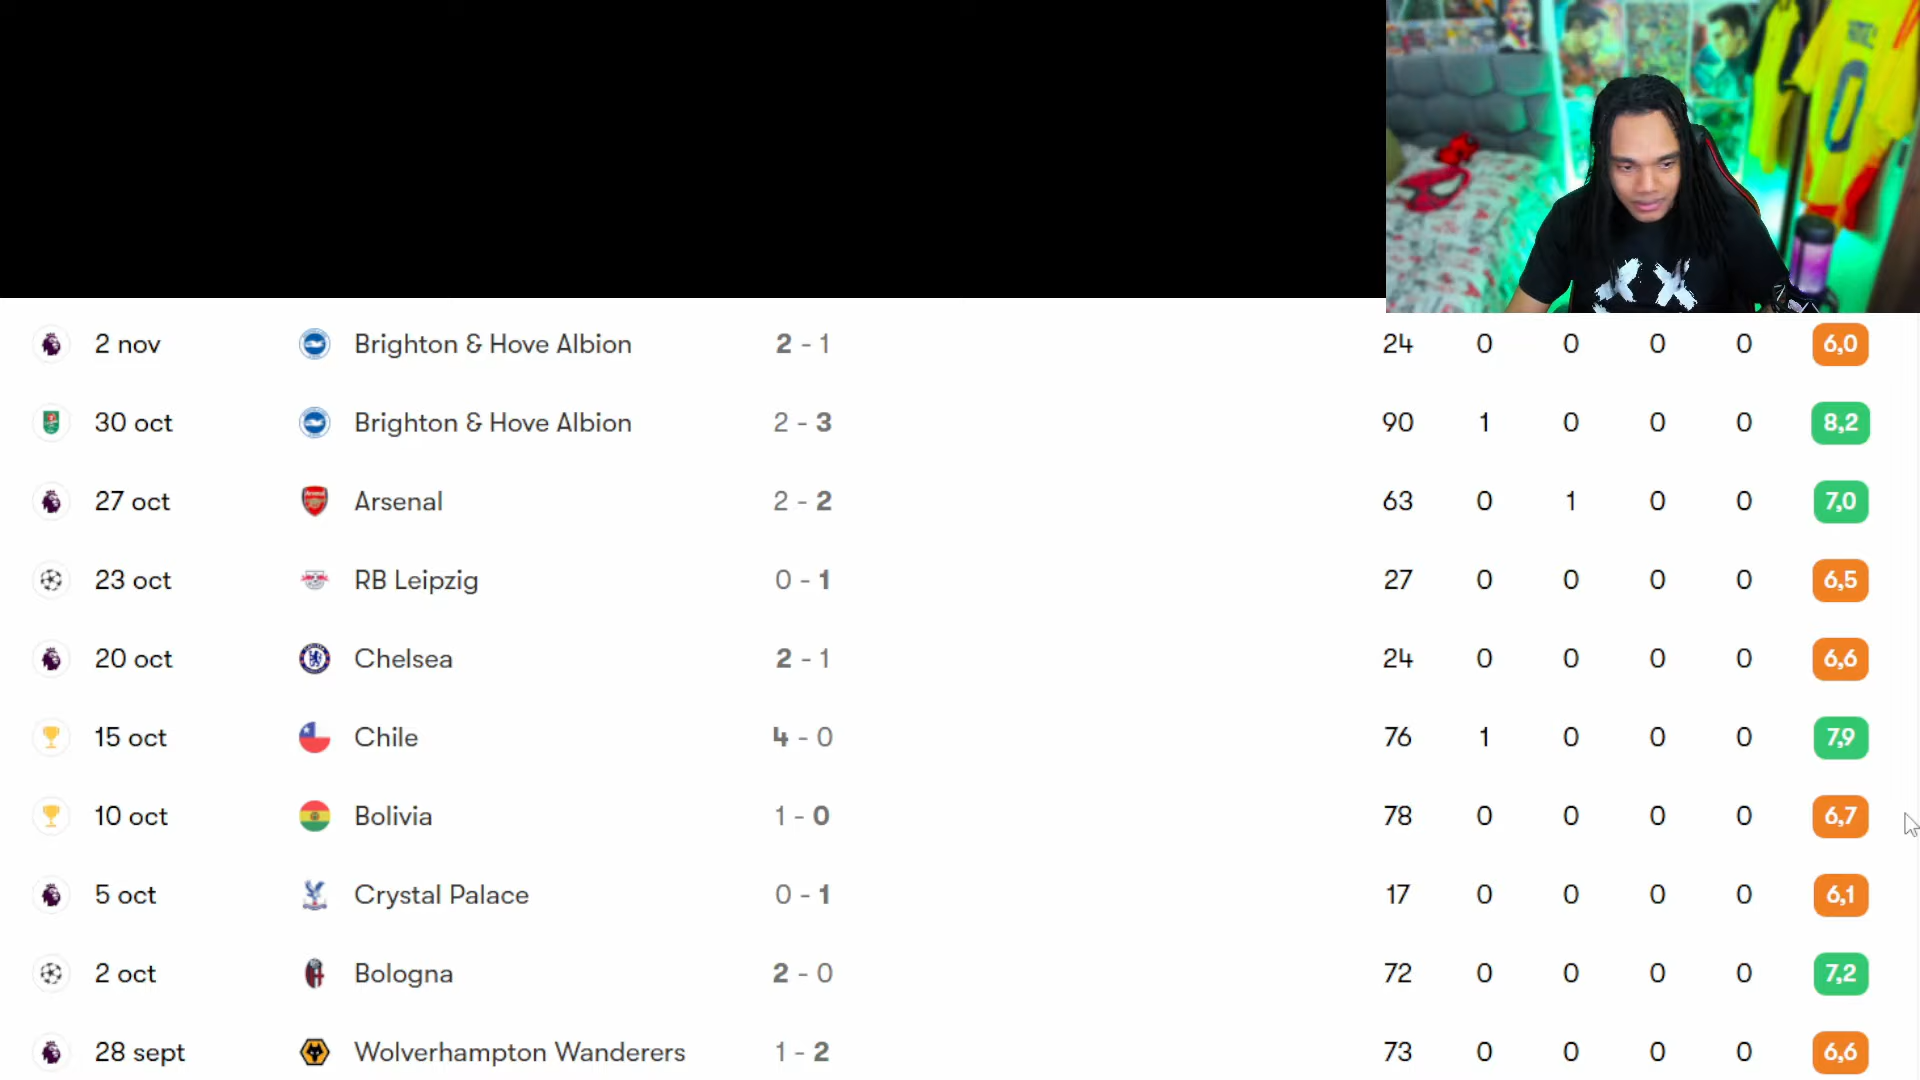 2 nov Brighton & Hove Albion 2 - 1 24 0 0 0 0 6,0
30 oct Brighton & Hove Albion 2 - 3 90 1 0 0 0 8,2
27 oct Arsenal 2 - 2 63 0 1 0 0 7,0
23 oct RB Leipzig 0 - 1 27 0 0 0 0 6,5
20 oct Chelsea 2 - 1 24 0 0 0 0 6,6
15 oct Chile 4 - 0 76 1 0 0 0 7,9
10 oct Bolivia 1 - 0 78 0 0 0 0 6,7
5 oct Crystal Palace 0 - 1 17 0 0 0 0 6,1
2 oct Bologna 2 - 0 72 0 0 0 0 7,2
28 sept Wolverhampton Wanderers 1 - 2 73 0 0 0 0 6,6